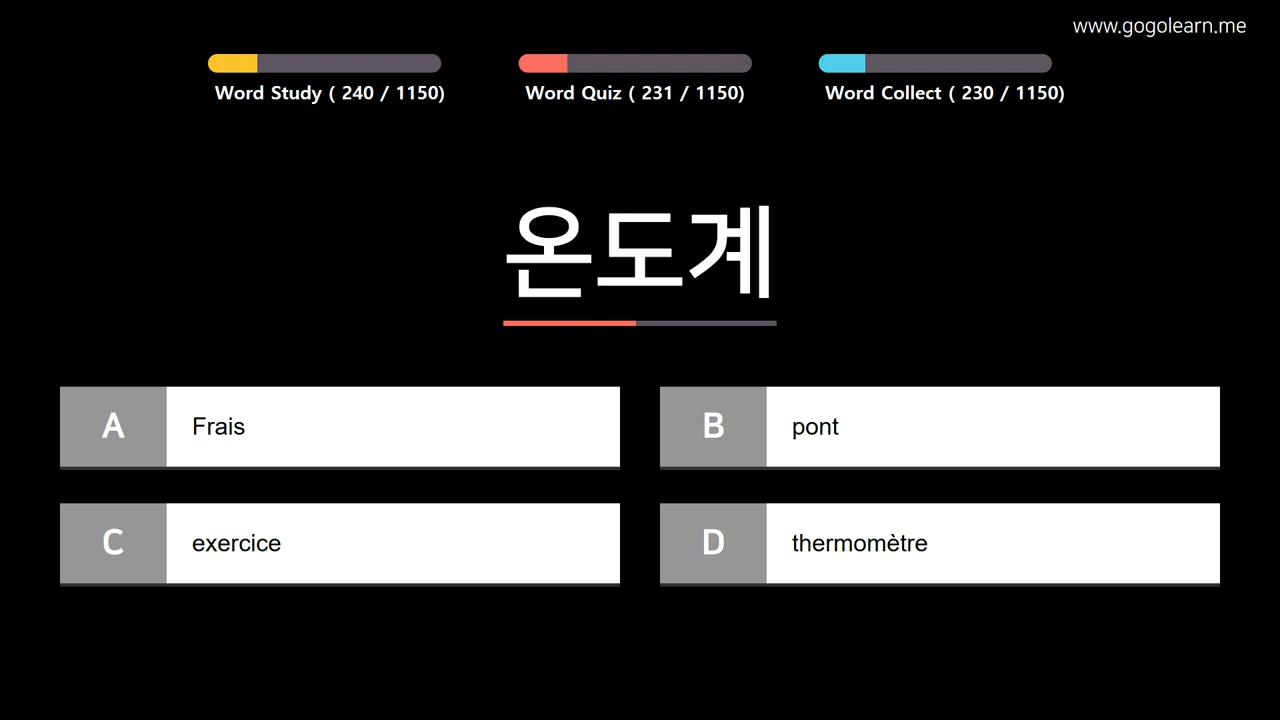 www.gogolearn.me
Word Study ( 240 / 1150)
Word Quiz ( 231 / 1150)
Word Collect ( 230 / 1150)
온도계
A Frais
B pont
C exercice
D thermomètre